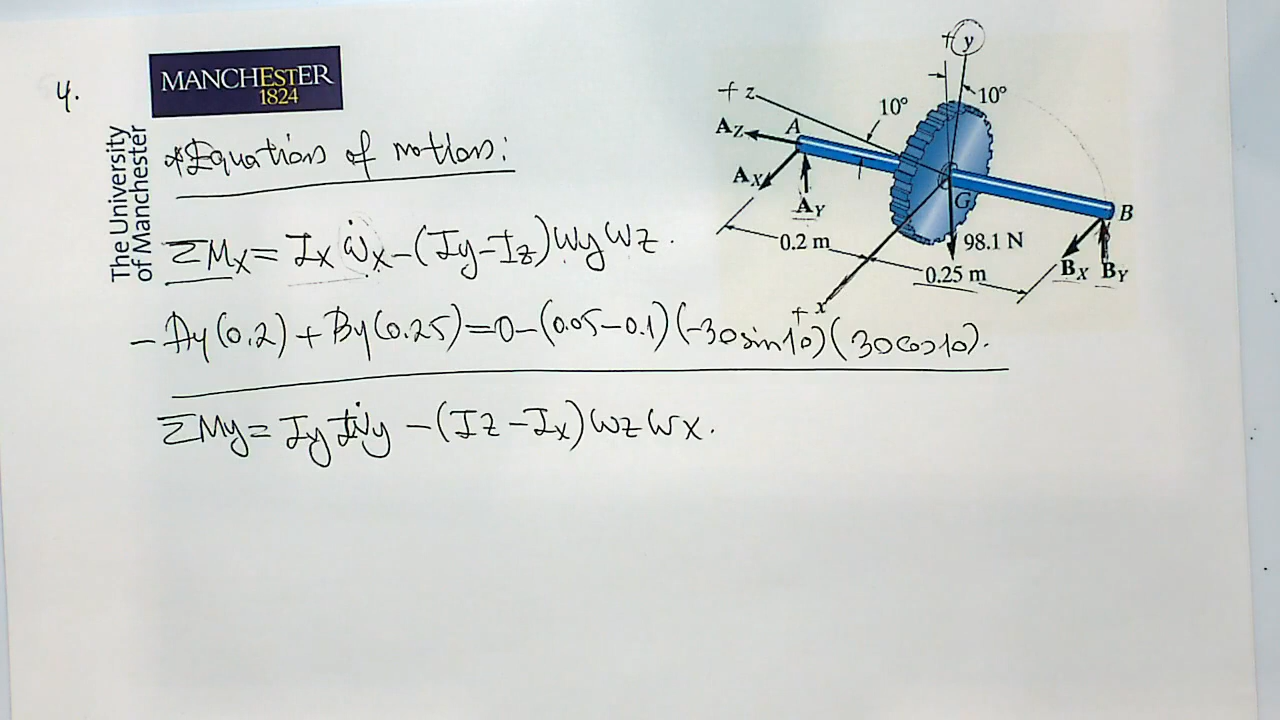 4.
MANCHESTER
1824
The University
of Manchester
*Equations of motions:
ΣMx = Ix ω̇x - (Iy - Iz) ωy ωz.
- Ay (0.2) + By (0.25) = 0 - (0.05 - 0.1) (-30 sin 10) (30 cos 10).
ΣMy = Iy ω̇y - (Iz - Ix) ωz ωx.
+ y
10°
+ z
10°
Az
A
Ax
Ay
G
B
0.2 m
98.1 N
0.25 m
Bx
By
+ x